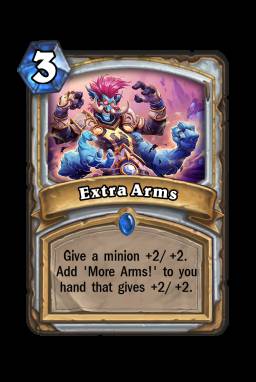 3
Extra Arms
Give a minion +2/ +2.
Add 'More Arms!' to you
hand that gives +2/ +2.